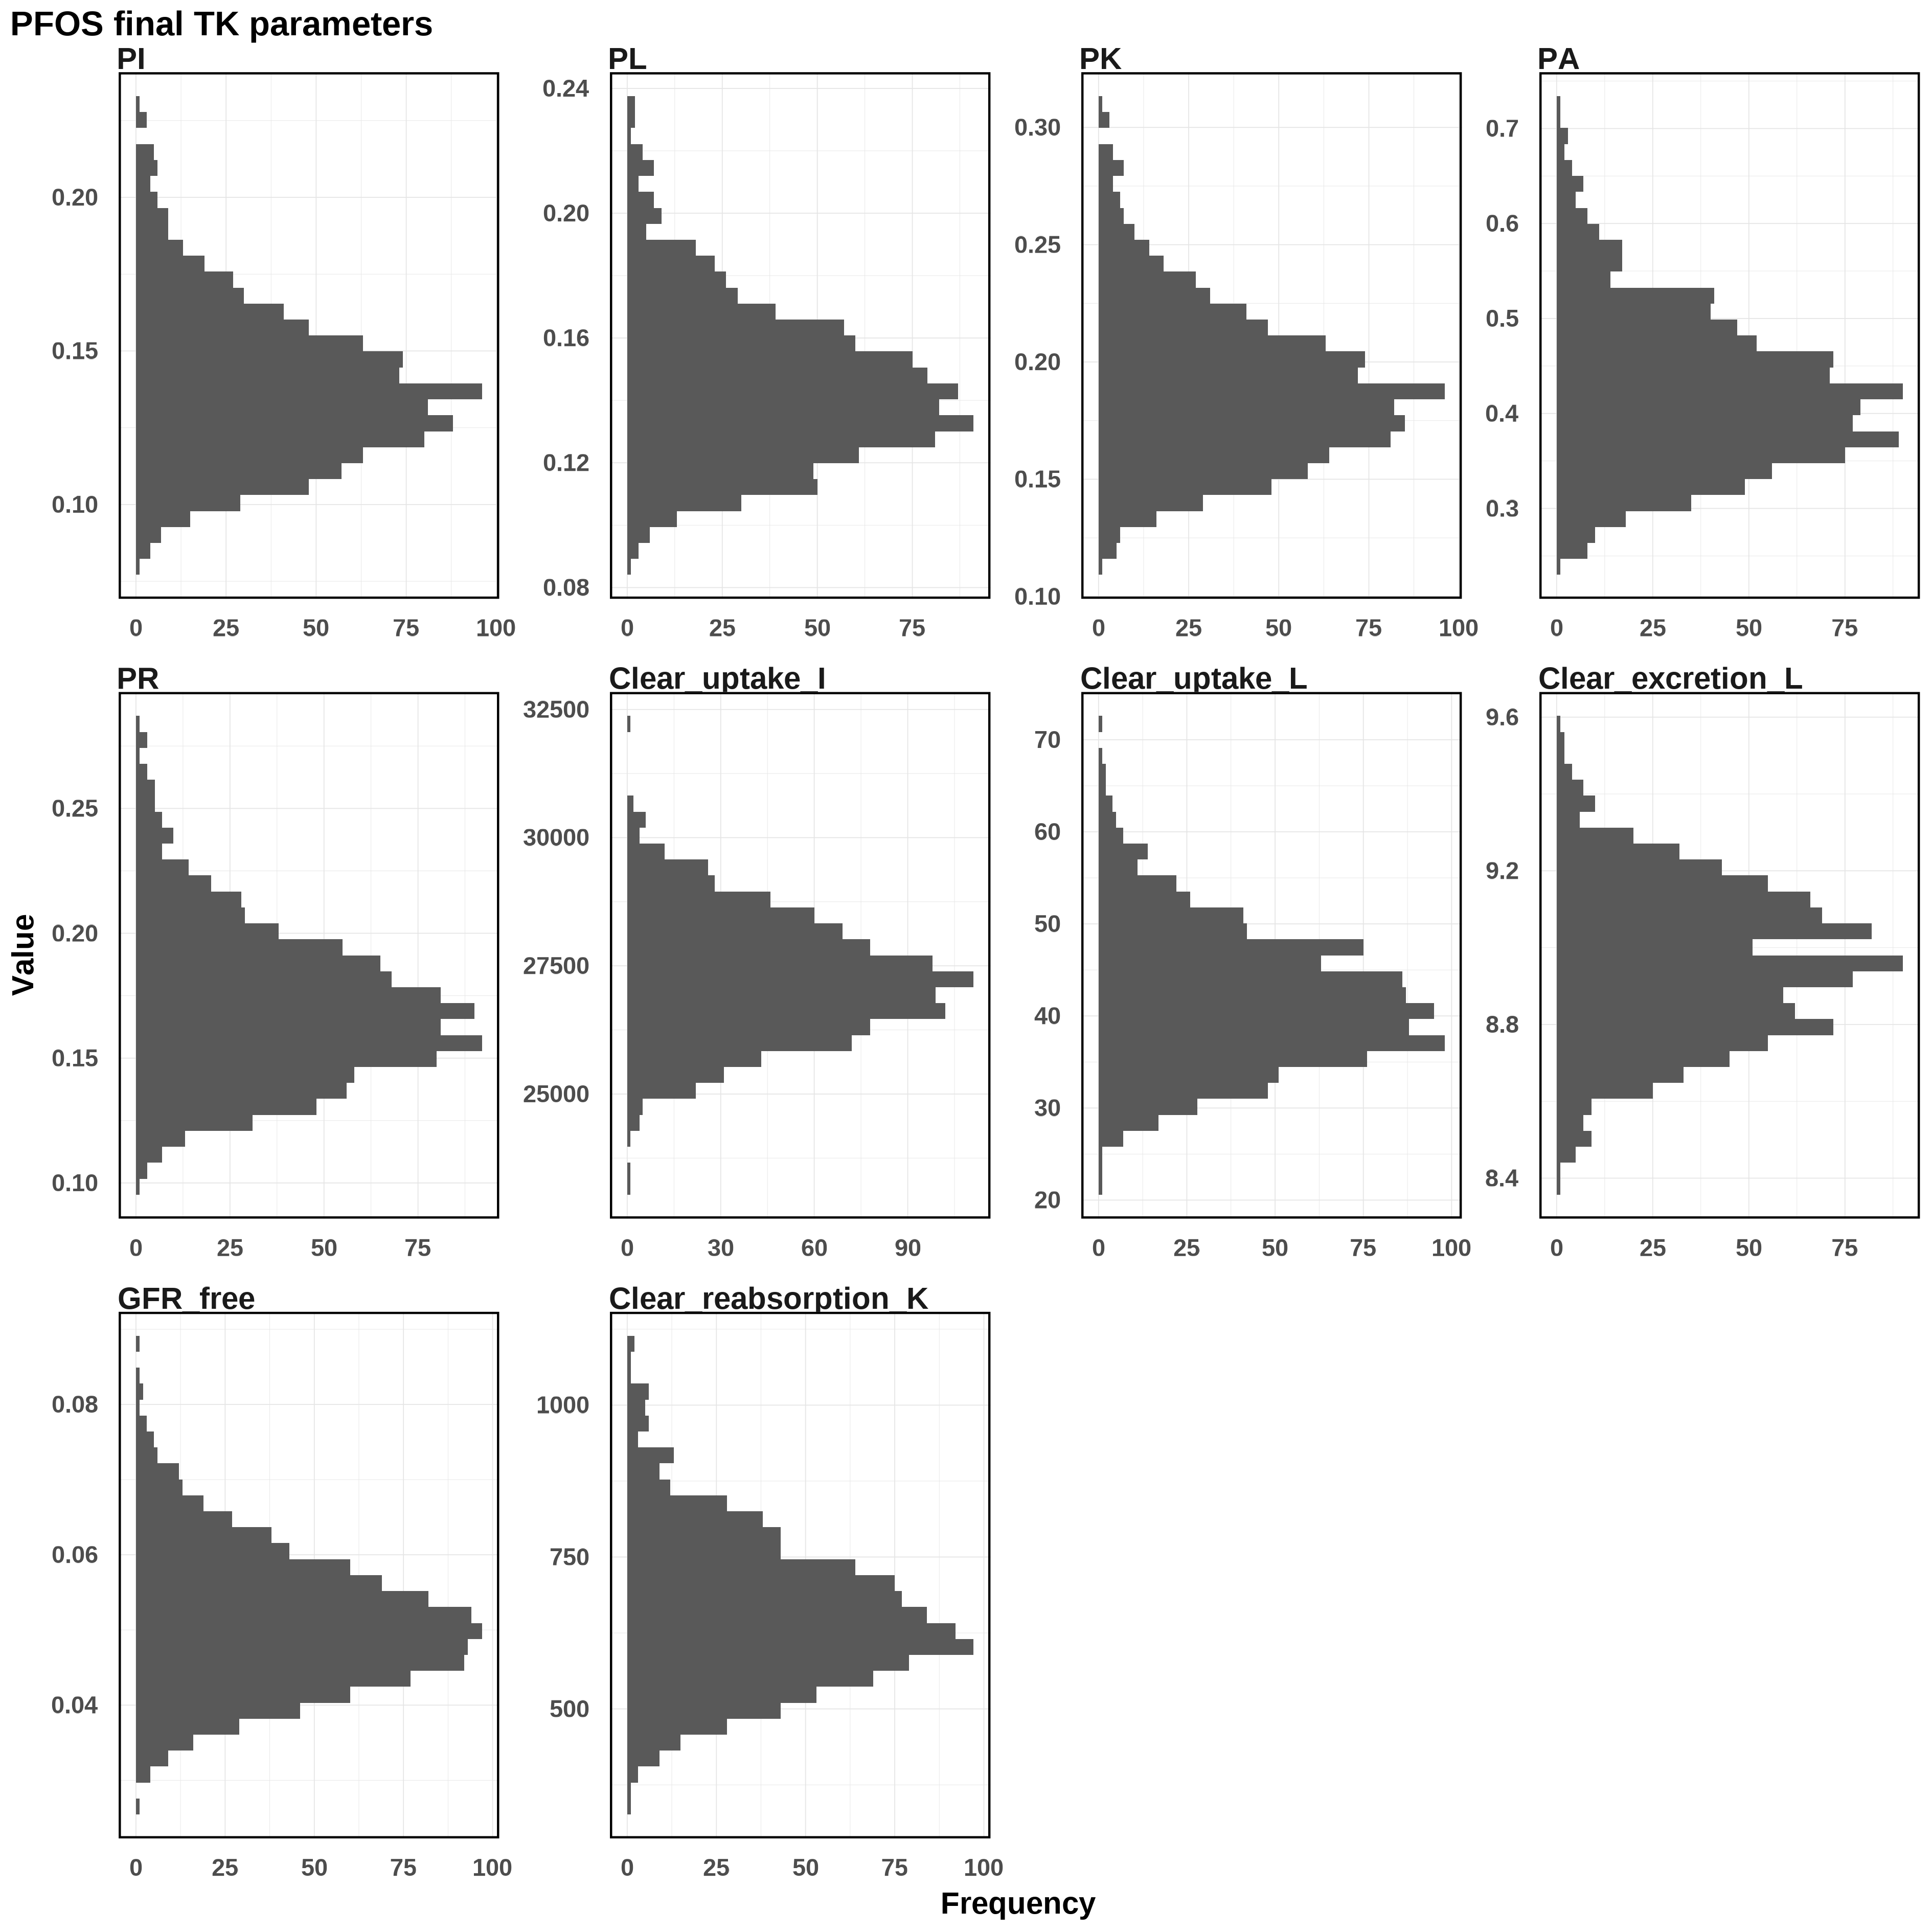 PFOS final TK parameters
PI PL PK PA
0.20 0.15 0.10
0.24 0.20 0.16 0.12 0.08
0.30 0.25 0.20 0.15 0.10
0.7 0.6 0.5 0.4 0.3
0 25 50 75 100
0 25 50 75
0 25 50 75 100
0 25 50 75
PR Clear_uptake_I Clear_uptake_L Clear_excretion_L
0.25 0.20 0.15 0.10
32500 30000 27500 25000
70 60 50 40 30 20
9.6 9.2 8.8 8.4
0 25 50 75
0 30 60 90
0 25 50 75 100
0 25 50 75
GFR_free Clear_reabsorption_K
0.08 0.06 0.04
1000 750 500
0 25 50 75 100
0 25 50 75 100
Value
Frequency